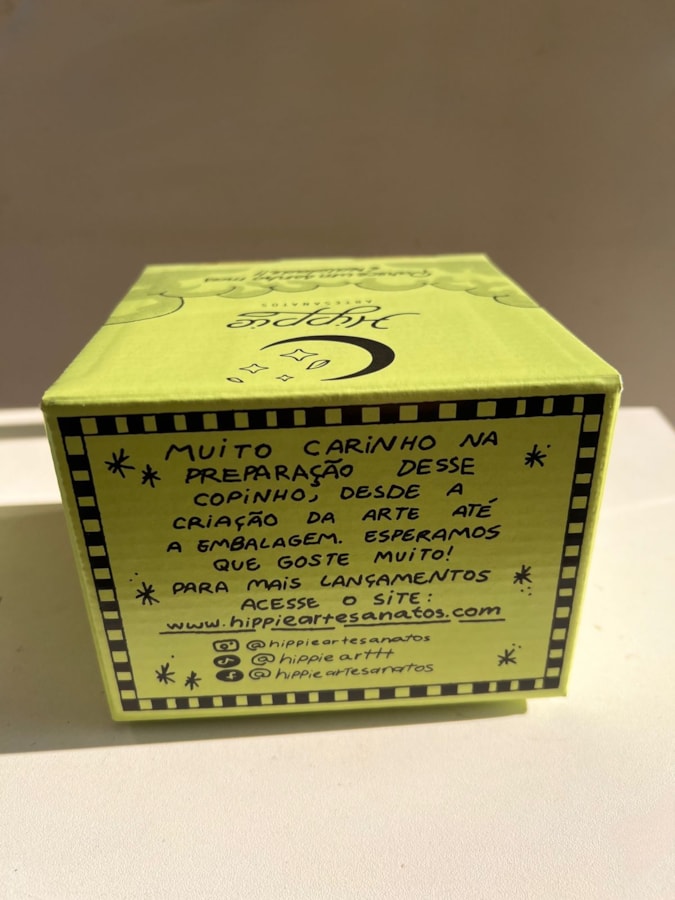 Hippie
ARTESANATOS
MUITO CARINHO NA
PREPARAÇÃO DESSE
COPINHO, DESDE A
CRIAÇÃO DA ARTE ATÉ
A EMBALAGEM. ESPERAMOS
QUE GOSTE MUITO!
PARA MAIS LANÇAMENTOS
ACESSE O SITE:
www.hippieartesanatos.com
@hippieartesanatos
@hippiearttt
@hippieartesanatos